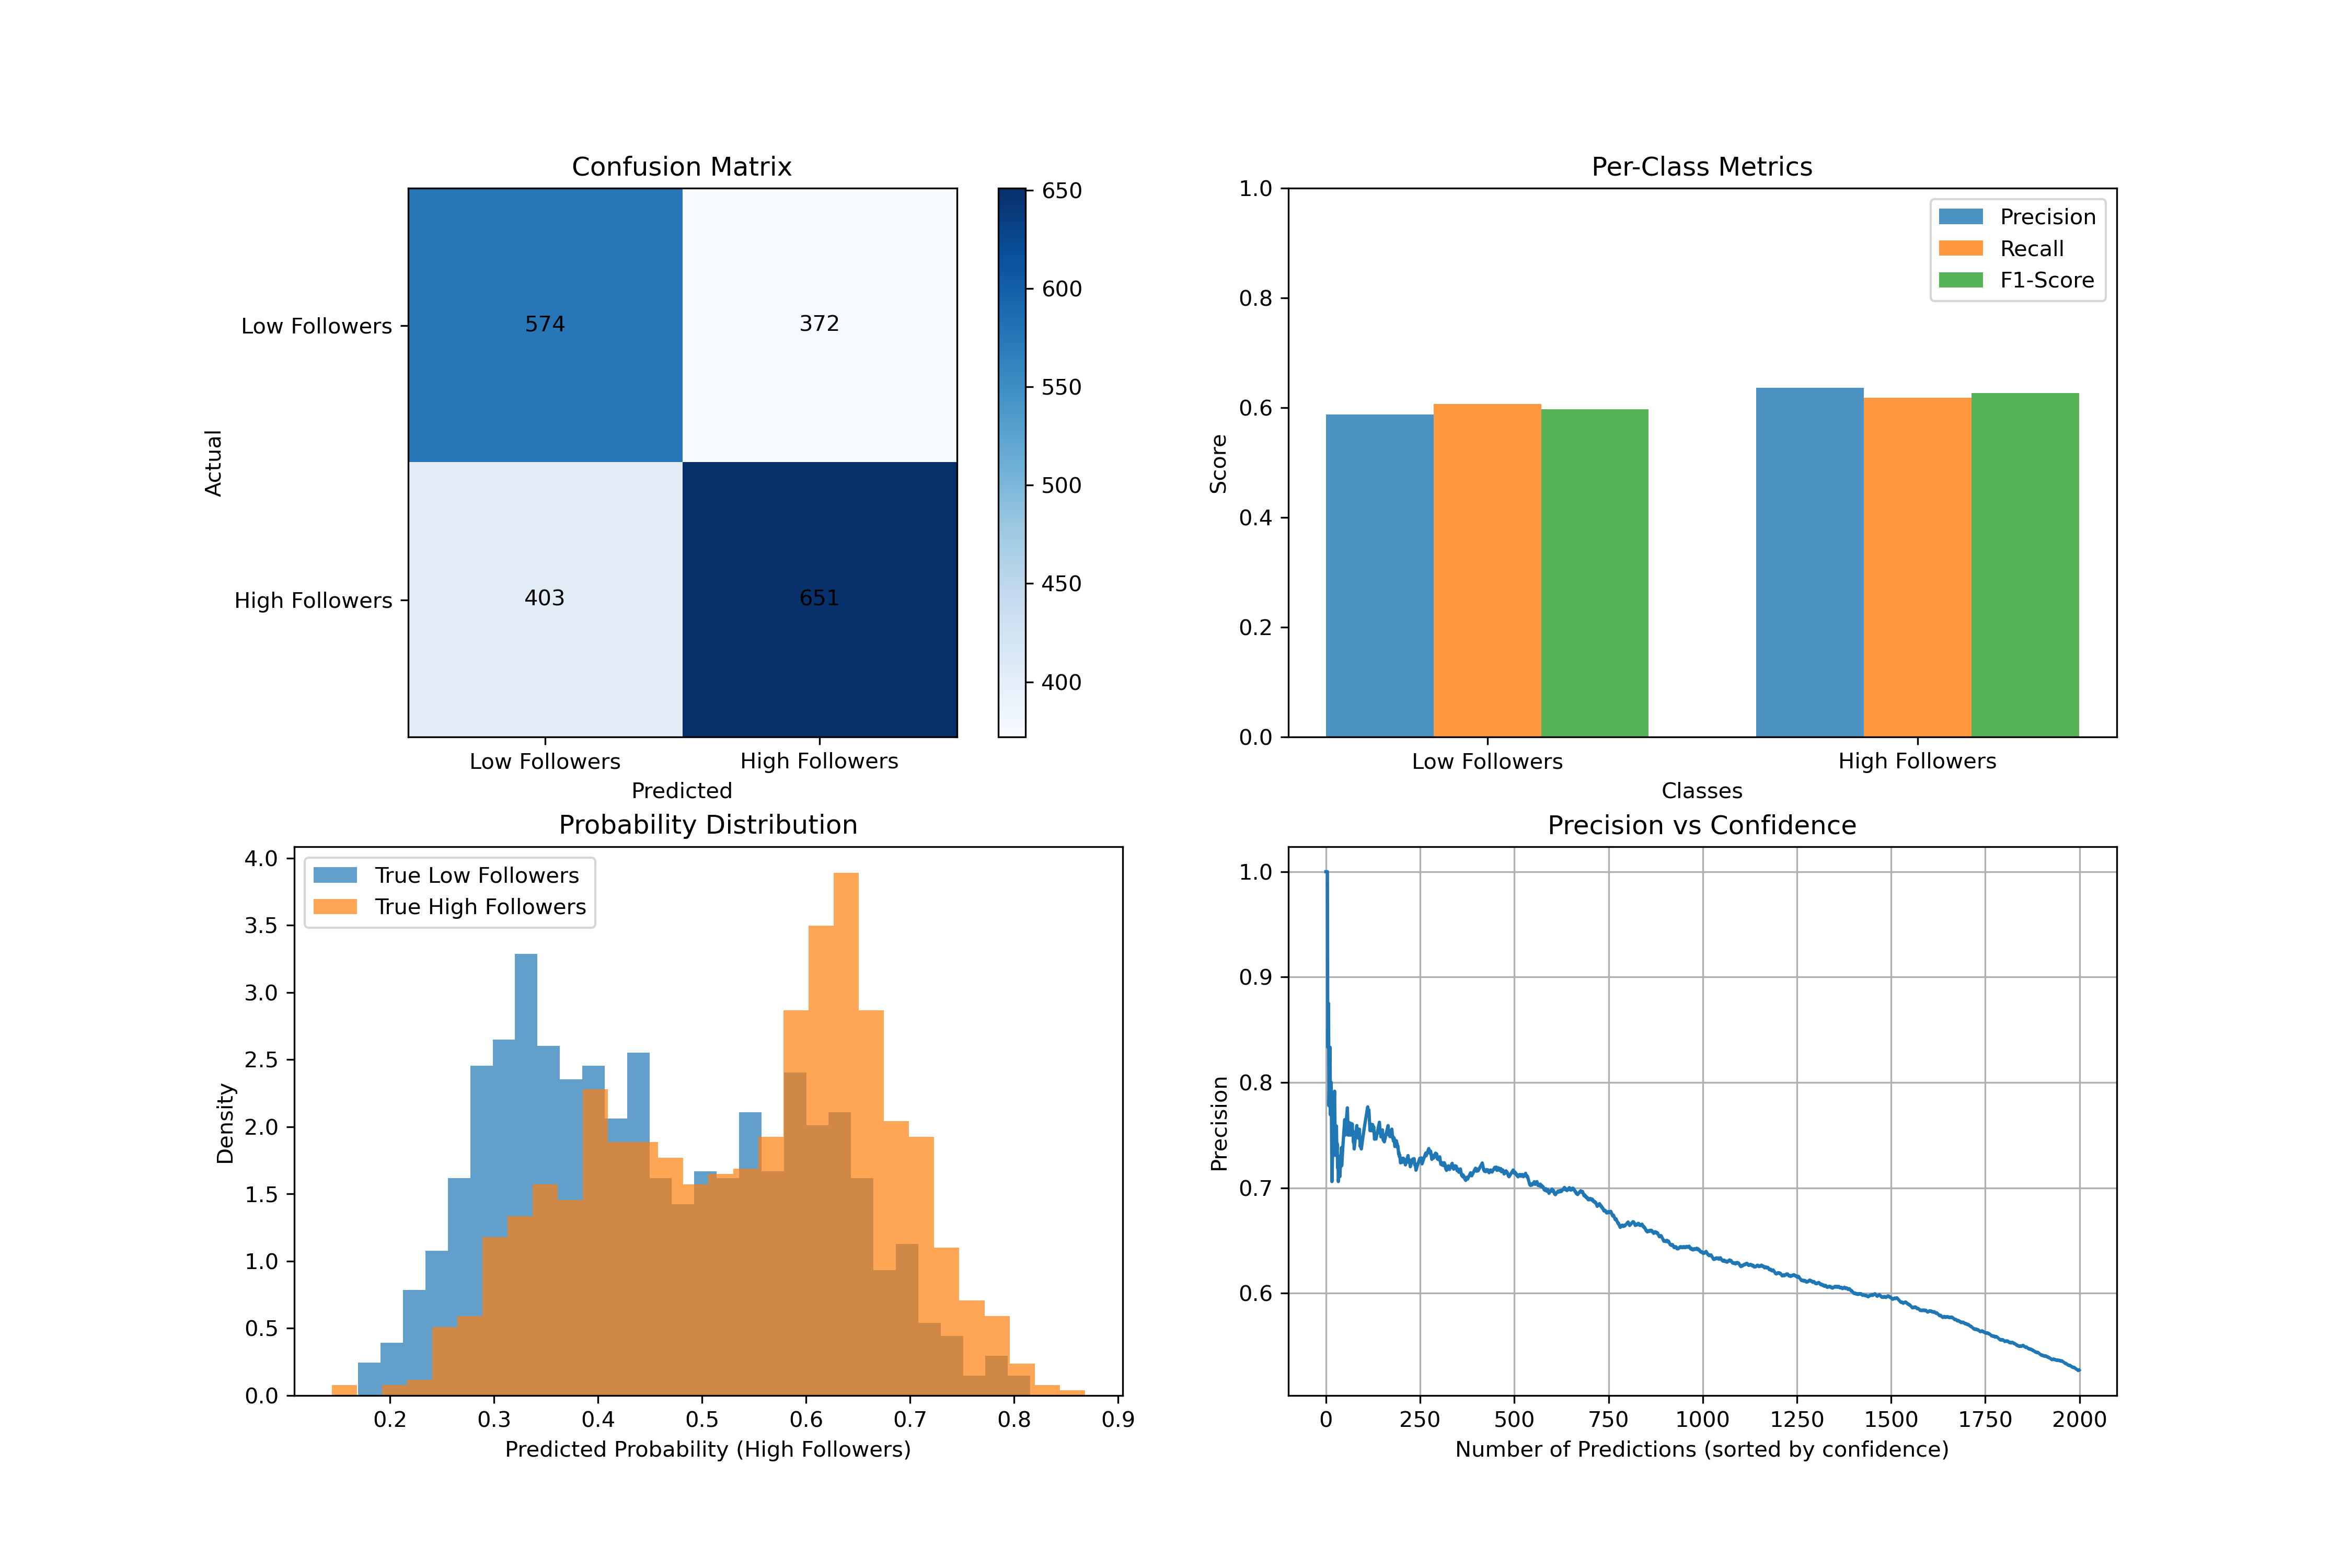 Confusion Matrix
Actual
Low Followers
High Followers
574
372
403
651
Low Followers
High Followers
Predicted
650
600
550
500
450
400
Per-Class Metrics
Score
1.0
0.8
0.6
0.4
0.2
0.0
Precision
Recall
F1-Score
Low Followers
High Followers
Classes
Probability Distribution
Density
4.0
3.5
3.0
2.5
2.0
1.5
1.0
0.5
0.0
True Low Followers
True High Followers
0.2
0.3
0.4
0.5
0.6
0.7
0.8
0.9
Predicted Probability (High Followers)
Precision vs Confidence
Precision
1.0
0.9
0.8
0.7
0.6
0
250
500
750
1000
1250
1500
1750
2000
Number of Predictions (sorted by confidence)